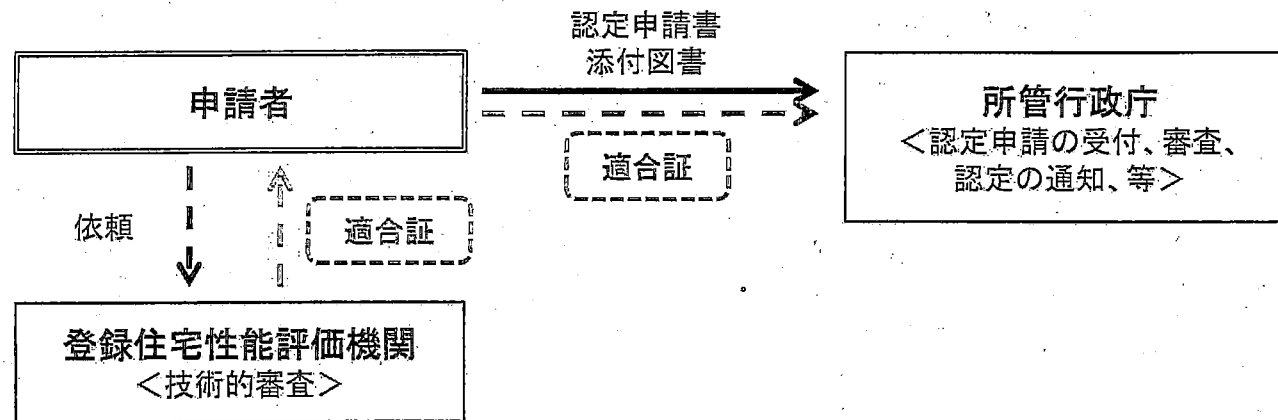 認定申請書
添付図書
申請者
所管行政庁
＜認定申請の受付、審査、
認定の通知、等＞
適合証
依頼
適合証
登録住宅性能評価機関
＜技術的審査＞